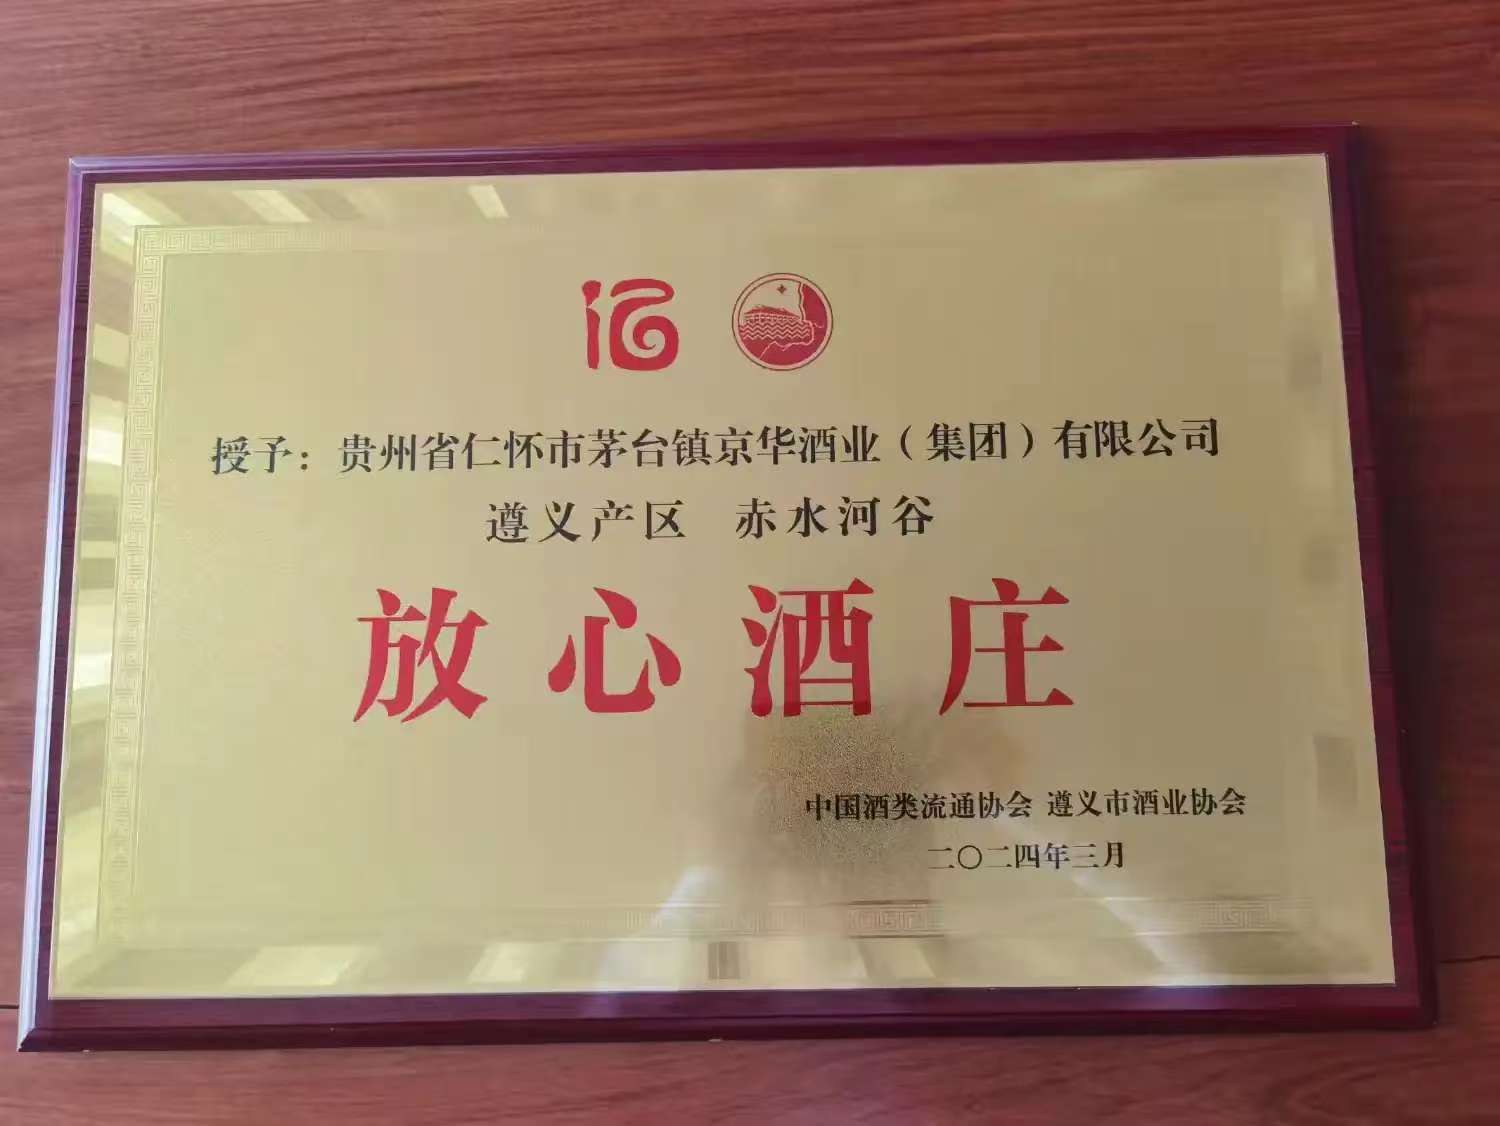 授予：贵州省仁怀市茅台镇京华酒业（集团）有限公司
遵义产区 赤水河谷
放心酒庄
中国酒类流通协会 遵义市酒业协会
二〇二四年三月